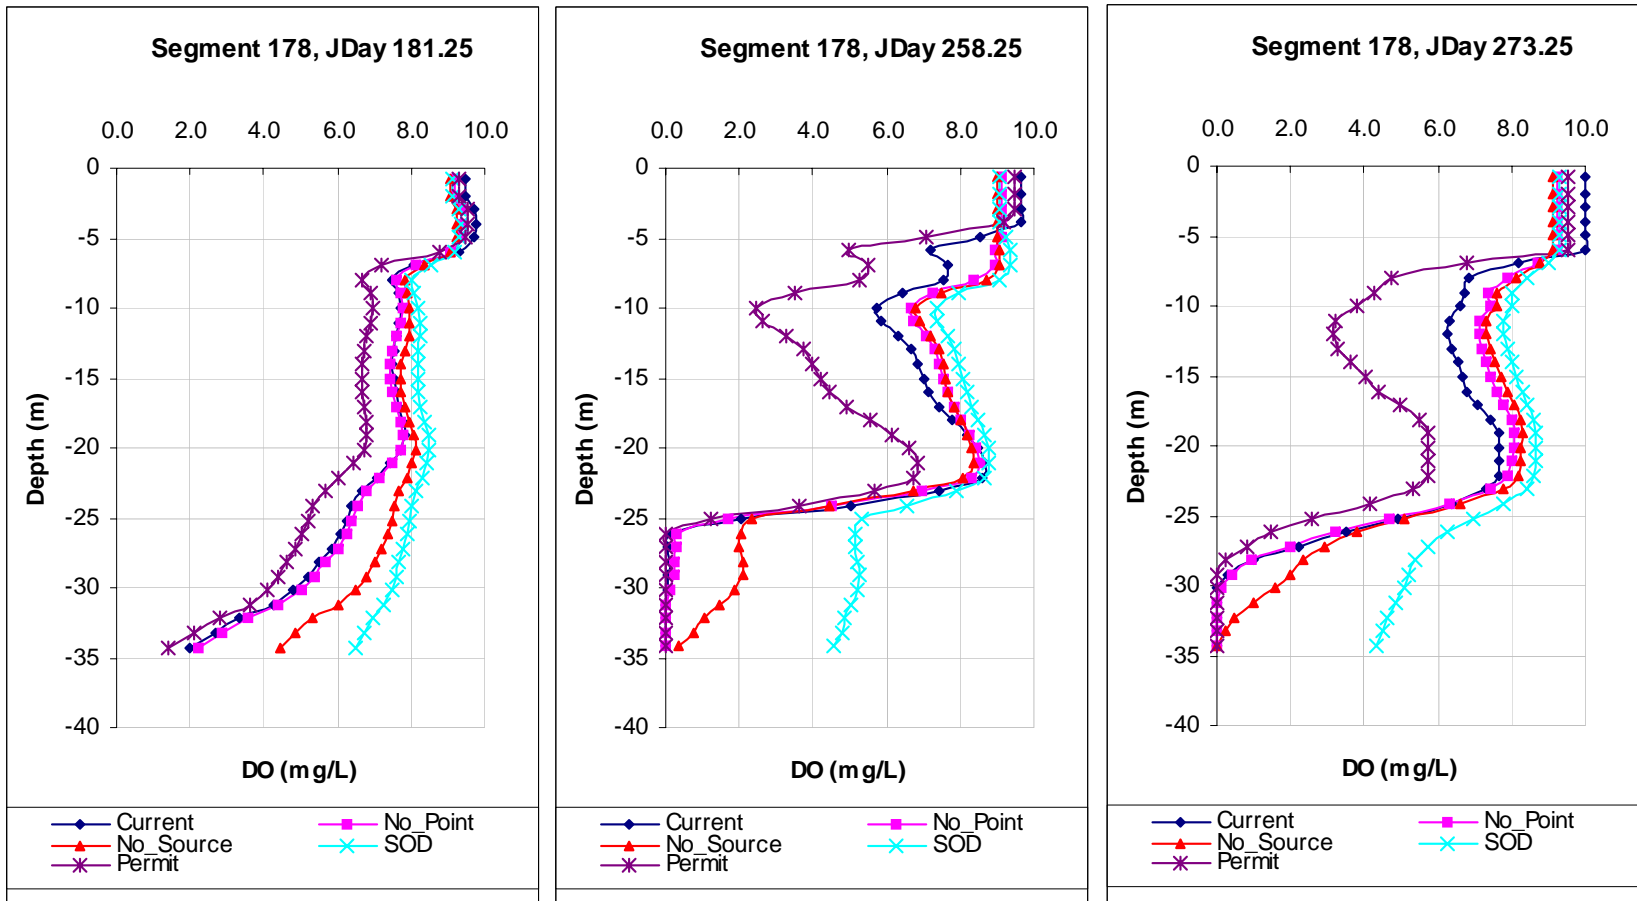 Segment 178, JDay 181.25
0.0 2.0 4.0 6.0 8.0 10.0
0
-5
-10
-15
-20
-25
-30
-35
-40
Depth (m)
DO (mg/L)
Current No_Point
No_Source SOD
Permit
Segment 178, JDay 258.25
0.0 2.0 4.0 6.0 8.0 10.0
0
-5
-10
-15
-20
-25
-30
-35
-40
Depth (m)
DO (mg/L)
Current No_Point
No_Source SOD
Permit
Segment 178, JDay 273.25
0.0 2.0 4.0 6.0 8.0 10.0
0
-5
-10
-15
-20
-25
-30
-35
-40
Depth (m)
DO (mg/L)
Current No_Point
No_Source SOD
Permit